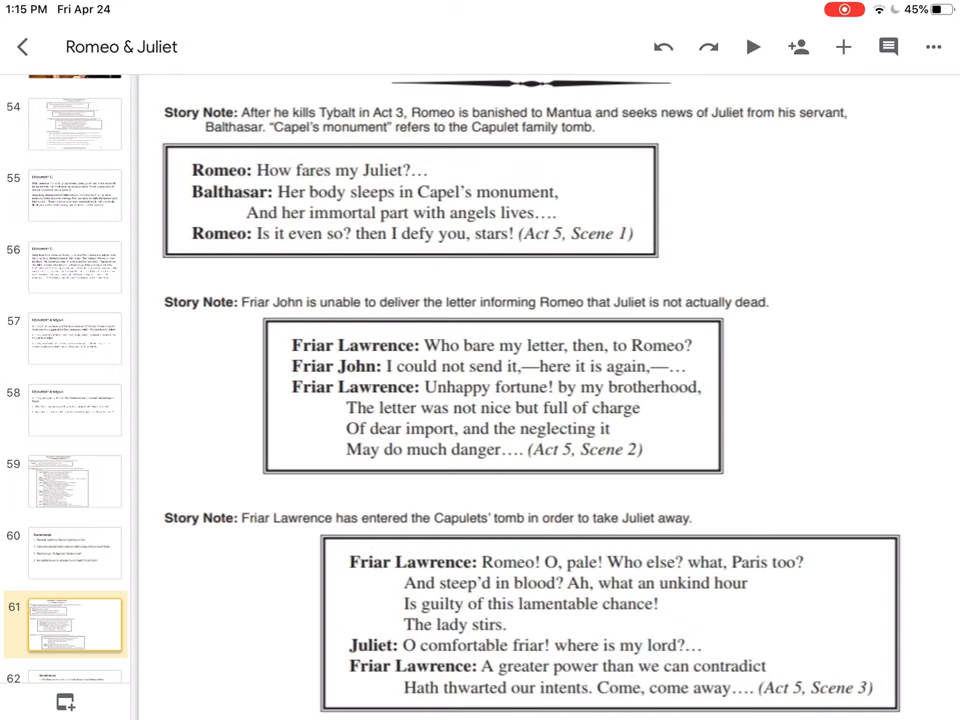 1:15 PM Fri Apr 24
45%
Romeo & Juliet
54
55
56
57
58
59
60
61
62
Story Note: After he kills Tybalt in Act 3, Romeo is banished to Mantua and seeks news of Juliet from his servant,
Balthasar. “Capel’s monument” refers to the Capulet family tomb.
Romeo: How fares my Juliet?…
Balthasar: Her body sleeps in Capel’s monument,
And her immortal part with angels lives….
Romeo: Is it even so? then I defy you, stars! (Act 5, Scene 1)
Story Note: Friar John is unable to deliver the letter informing Romeo that Juliet is not actually dead.
Friar Lawrence: Who bare my letter, then, to Romeo?
Friar John: I could not send it,—here it is again,—…
Friar Lawrence: Unhappy fortune! by my brotherhood,
The letter was not nice but full of charge
Of dear import, and the neglecting it
May do much danger…. (Act 5, Scene 2)
Story Note: Friar Lawrence has entered the Capulets’ tomb in order to take Juliet away.
Friar Lawrence: Romeo! O, pale! Who else? what, Paris too?
And steep’d in blood? Ah, what an unkind hour
Is guilty of this lamentable chance!
The lady stirs.
Juliet: O comfortable friar! where is my lord?…
Friar Lawrence: A greater power than we can contradict
Hath thwarted our intents. Come, come away…. (Act 5, Scene 3)